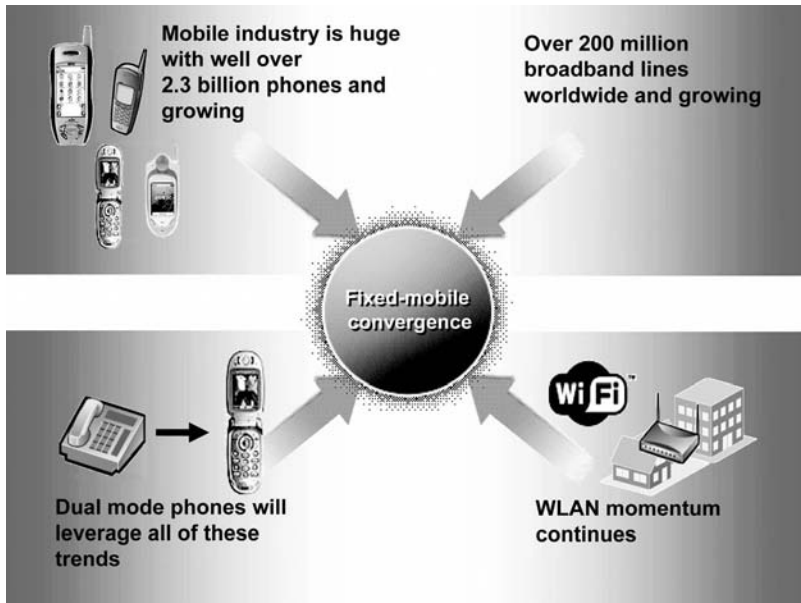 Mobile industry is huge
with well over
2.3 billion phones and
growing
Over 200 million
broadband lines
worldwide and growing
Fixed-mobile
convergence
Wi Fi™
Dual mode phones will
leverage all of these
trends
WLAN momentum
continues